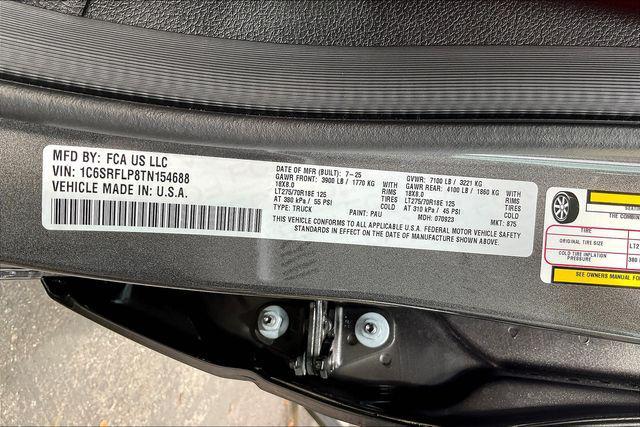 MFD BY: FCA US LLC
VIN: 1C6SRFLP8TN154688
VEHICLE MADE IN U.S.A.
DATE OF MFR (BUILT): 7-25
GAWR FRONT: 3900 LB / 1770 KG
18X8.0 RIMS
LT275/70R18E 125 TIRES
AT 380 kPa / 55 PSI COLD
TYPE: TRUCK PAINT: PAU
GVWR: 7100 LB / 3221 KG
GAWR REAR: 4100 LB / 1860 KG
18X8.0 RIMS
LT275/70R18E 125 TIRES
AT 310 kPa / 45 PSI COLD
MDH: 070923 MKT: 875
THIS VEHICLE CONFORMS TO ALL APPLICABLE U.S.A. FEDERAL MOTOR VEHICLE SAFETY
STANDARDS IN EFFECT ON THE DATE OF MANUFACTURE SHOWN ABOVE.
THE COMBIN
TIRE
ORIGINAL TIRE SIZE LT2
COLD TIRE INFLATION PRESSURE 380
SEE OWNERS MANUAL FOR